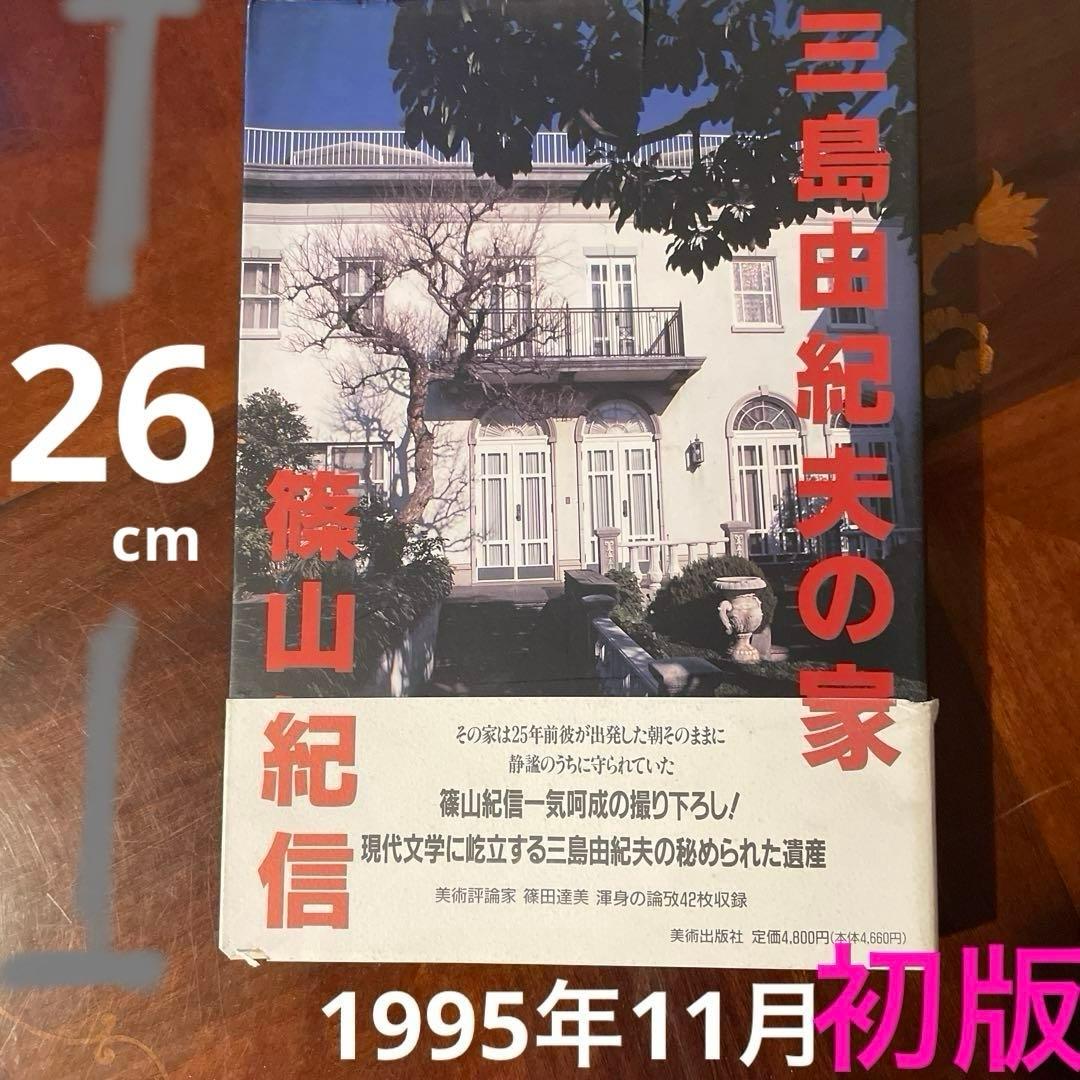 三島由紀夫の家
篠山紀信
26
cm
その家は25年前彼が出発した朝そのままに
静謐のうちに守られていた
篠山紀信一気呵成の撮り下ろし!
現代文学に屹立する三島由紀夫の秘められた遺産
美術評論家 篠田達美 渾身の論攷42枚収録
美術出版社 定価4,800円(本体4,660円)
1995年11月初版